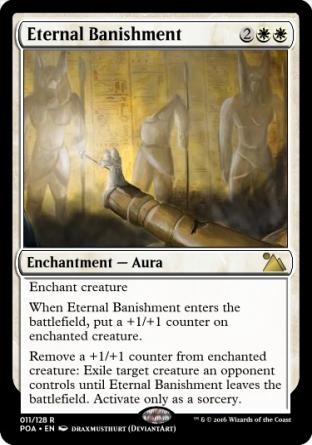 Eternal Banishment 2
Enchantment — Aura
Enchant creature
When Eternal Banishment enters the
battlefield, put a +1/+1 counter on
enchanted creature.
Remove a +1/+1 counter from enchanted
creature: Exile target creature an opponent
controls until Eternal Banishment leaves the
battlefield. Activate only as a sorcery.
011/128 R
POA • EN DRAXMUSTHURT (DEVIANTART)
™ & © 2016 Wizards of the Coast